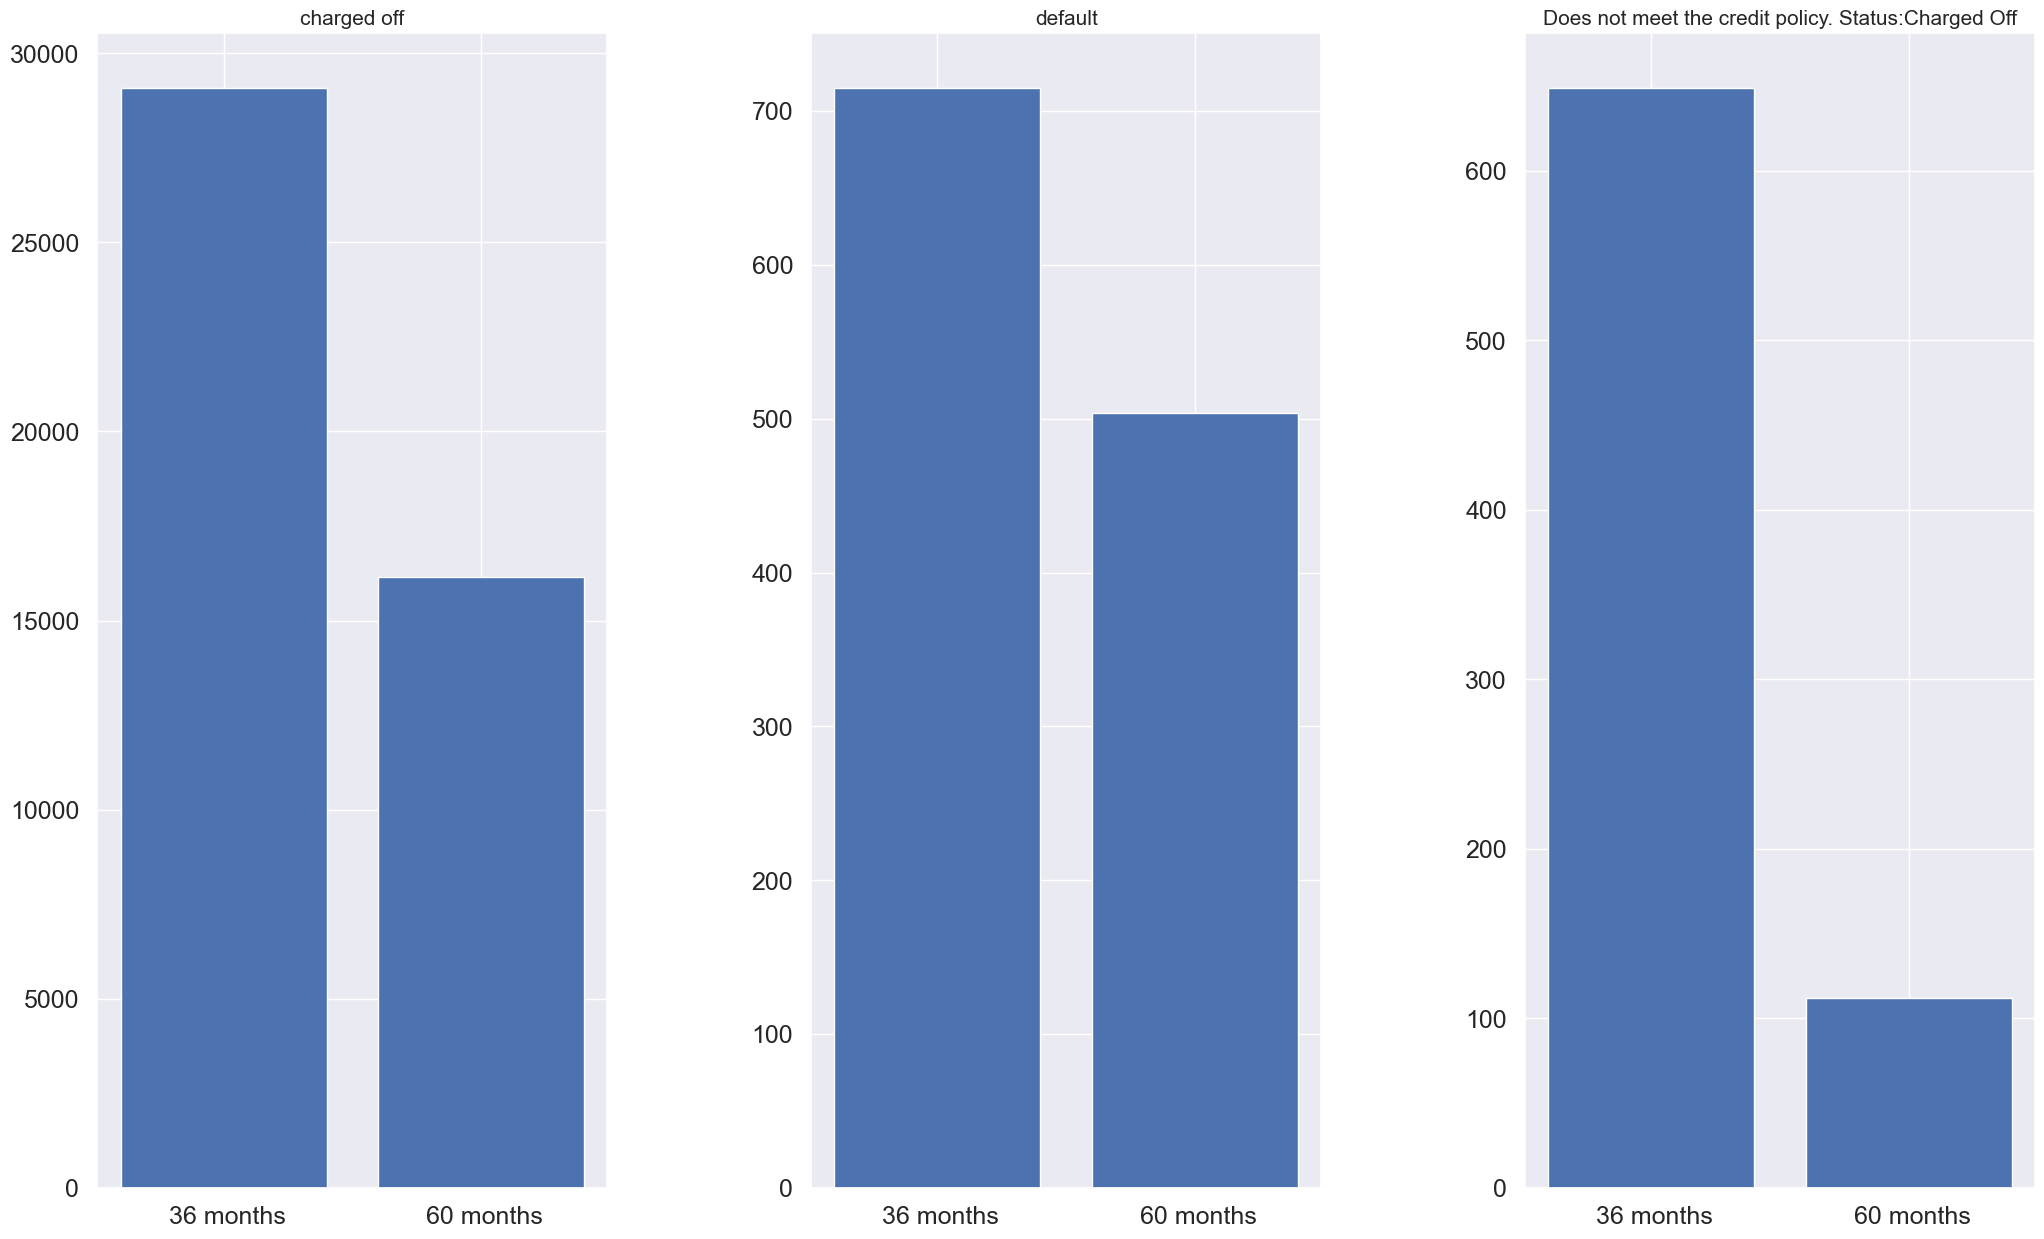 charged off
30000
25000
20000
15000
10000
5000
0
36 months
60 months
default
700
600
500
400
300
200
100
0
36 months
60 months
Does not meet the credit policy. Status:Charged Off
600
500
400
300
200
100
0
36 months
60 months